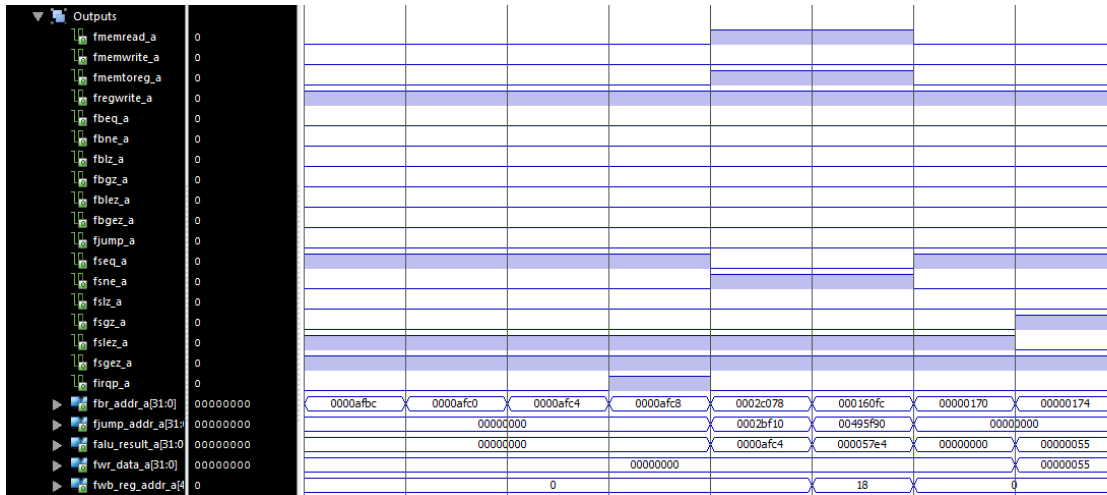 Outputs
fmemread_a 0
fmemwrite_a 0
fmemtoreg_a 0
fregwrite_a 0
fbeq_a 0
fbne_a 0
fblz_a 0
fbgz_a 0
fblez_a 0
fbgez_a 0
fjump_a 0
fseq_a 0
fsne_a 0
fslz_a 0
fsgz_a 0
fslez_a 0
fsgez_a 0
firqp_a 0
fbr_addr_a[31:0] 00000000 0000afbc 0000afc0 0000afc4 0000afc8 0002c078 000160fc 00000170 00000174
fjump_addr_a[31:0 00000000 00000000 0002bf10 00495f90 00000000
falu_result_a[31:0 00000000 00000000 0000afc4 000057e4 00000000 00000055
fwr_data_a[31:0] 00000000 00000000 00000055
fwb_reg_addr_a[4 0 0 18 0